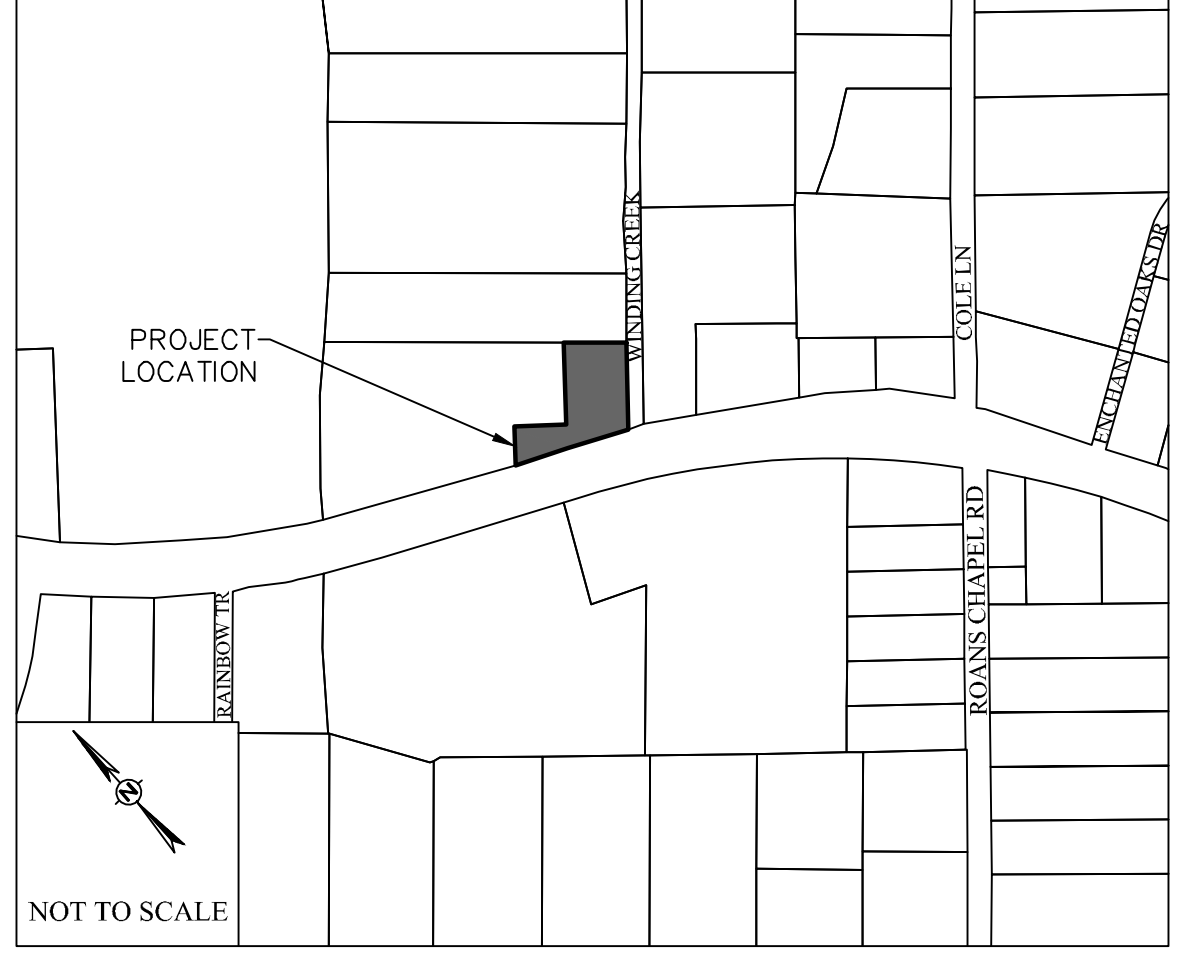 WINDING CREEK
COLE LN
ENCHANTED OAKS DR
PROJECT
LOCATION
ROANS CHAPEL RD
RAINBOW TR
N
NOT TO SCALE